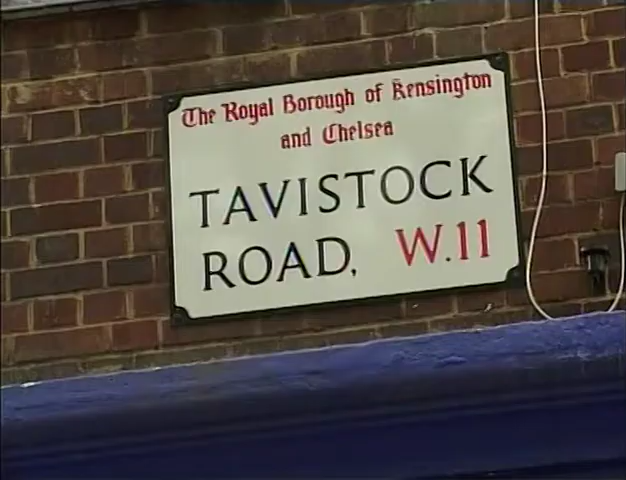 The Royal Borough of Kensington
and Chelsea
TAVISTOCK
ROAD, W.11